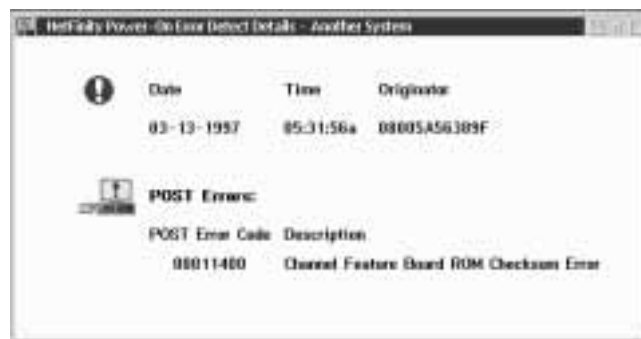 NetFinity Power-On Error Detect Details - Another System
Date Time Originator
03-13-1997 05:31:56a 08005A56389F
POST Errors:
POST Error Code Description
00011400 Channel Feature Board ROM Checksum Error